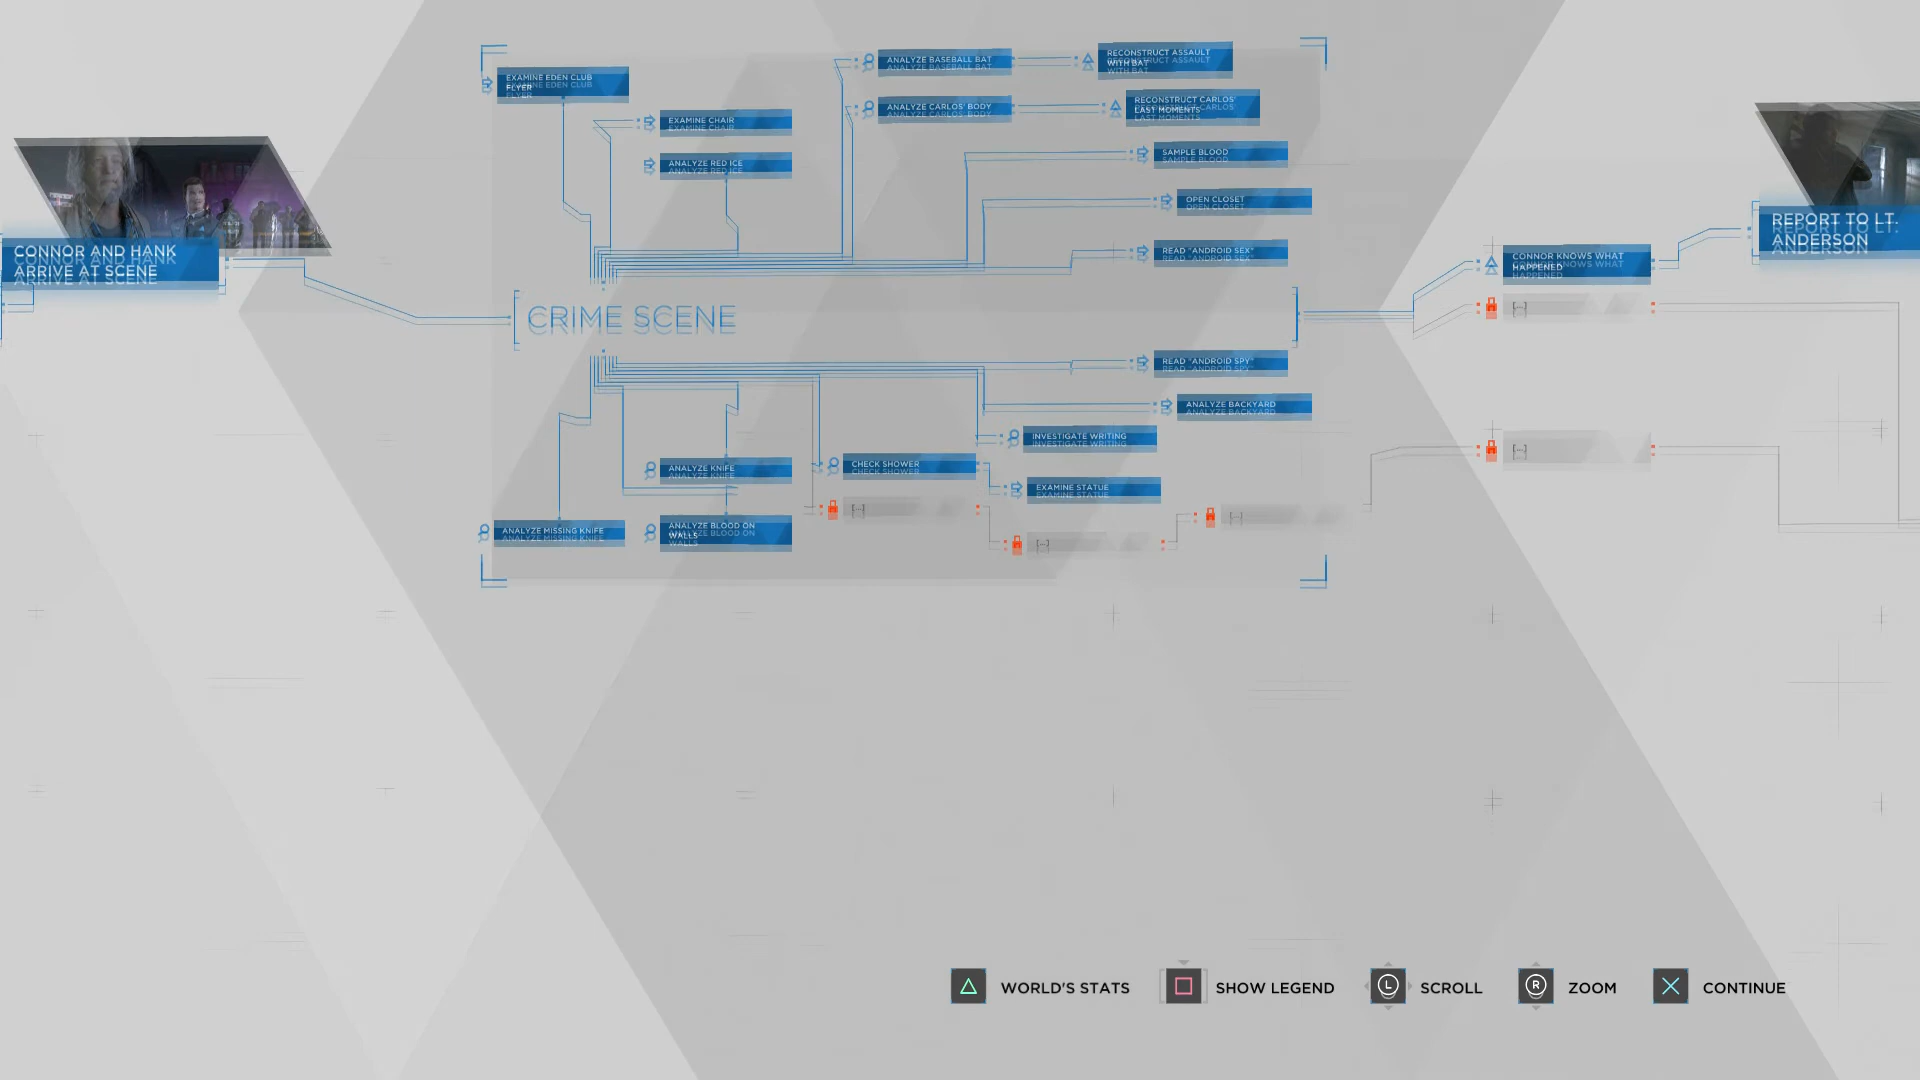 EXAMINE EDEN CLUB
FLYER
EXAMINE CHAIR
ANALYZE RED ICE
ANALYZE BASEBALL BAT
RECONSTRUCT ASSAULT
WITH BAT
ANALYZE CARLOS' BODY
RECONSTRUCT CARLOS'
LAST MOMENTS
SAMPLE BLOOD
OPEN CLOSET
READ "ANDROID SEX"
CONNOR AND HANK
ARRIVE AT SCENE
CRIME SCENE
CONNOR KNOWS WHAT
HAPPENED
REPORT TO LT.
ANDERSON
[...]
READ "ANDROID SPY"
ANALYZE BACKYARD
INVESTIGATE WRITING
[...]
ANALYZE KNIFE
CHECK SHOWER
EXAMINE STATUE
[...]
[...]
ANALYZE MISSING KNIFE
ANALYZE BLOOD ON
WALLS
[...]
WORLD'S STATS
SHOW LEGEND
L
SCROLL
R
ZOOM
CONTINUE